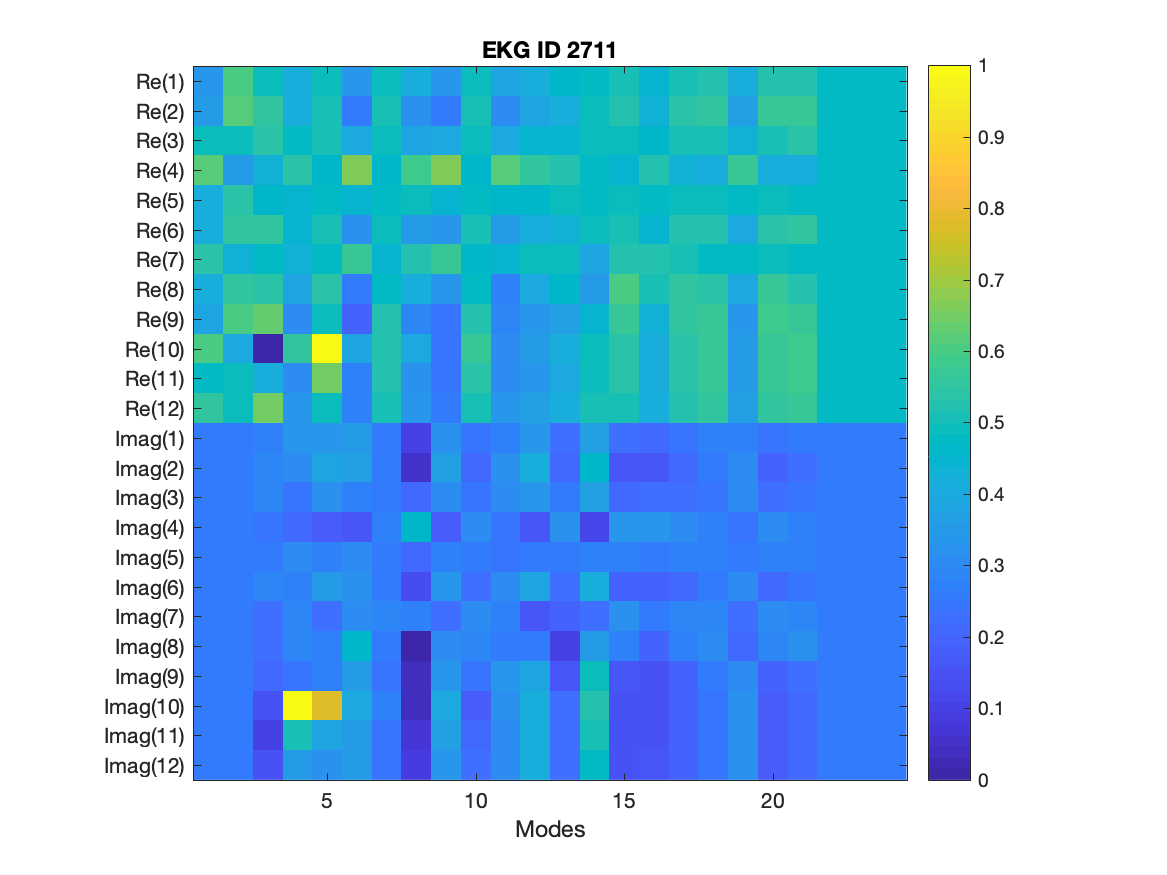 EKG ID 2711
Re(1)
Re(2)
Re(3)
Re(4)
Re(5)
Re(6)
Re(7)
Re(8)
Re(9)
Re(10)
Re(11)
Re(12)
Imag(1)
Imag(2)
Imag(3)
Imag(4)
Imag(5)
Imag(6)
Imag(7)
Imag(8)
Imag(9)
Imag(10)
Imag(11)
Imag(12)
5 10 15 20
Modes
1
0.9
0.8
0.7
0.6
0.5
0.4
0.3
0.2
0.1
0